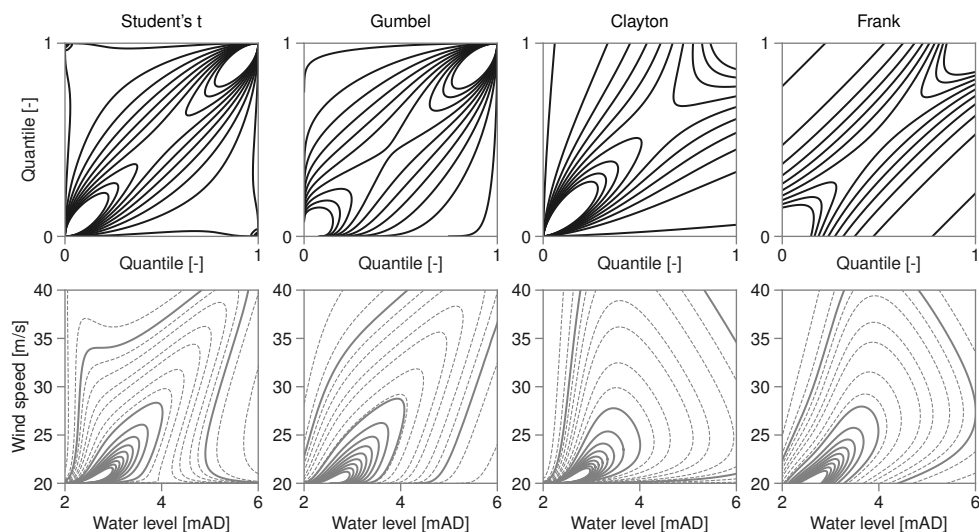 Student's t
Gumbel
Clayton
Frank
1
1
1
1
Quantile [-]
0
0
0
0
0 Quantile [-] 1
0 Quantile [-] 1
0 Quantile [-] 1
0 Quantile [-] 1
40
40
40
40
Wind speed [m/s]
35
35
35
35
30
30
30
30
25
25
25
25
20
20
20
20
2 4 6
2 4 6
2 4 6
2 4 6
Water level [mAD]
Water level [mAD]
Water level [mAD]
Water level [mAD]